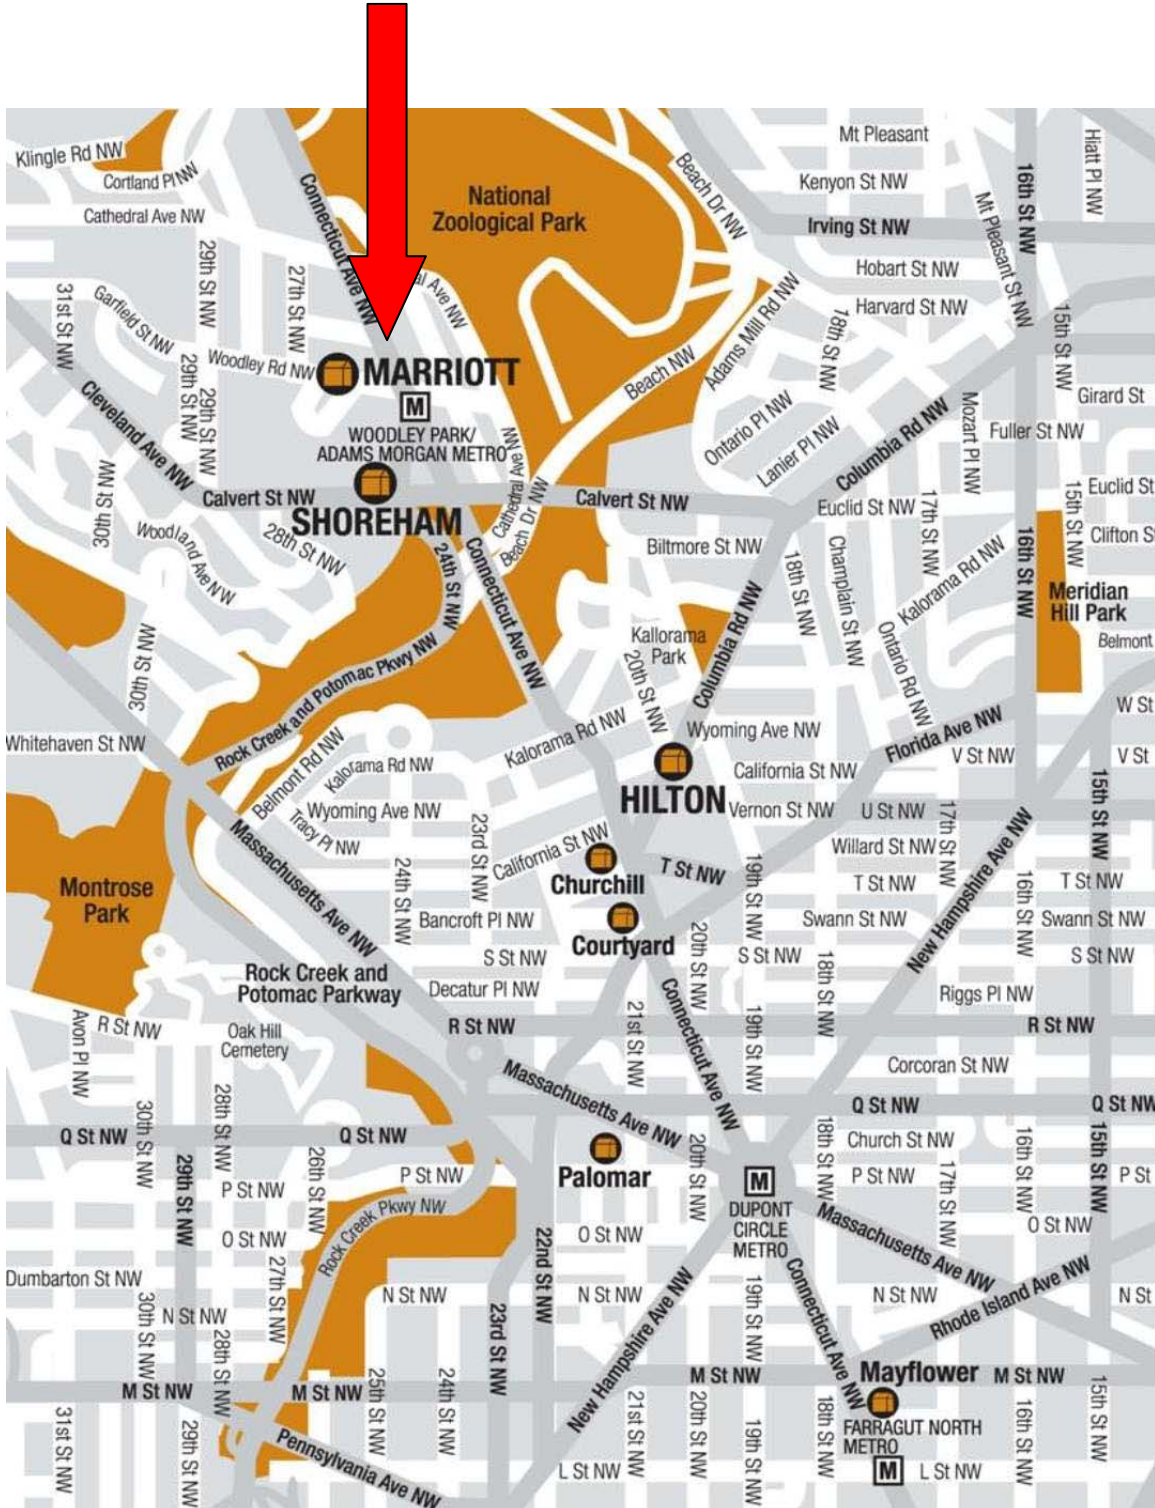 Klingle Rd NW
Cortland Pl NW
Cathedral Ave NW
Connecticut Ave NW
National
Zoological Park
Beach Dr NW
Mt Pleasant
Kenyon St NW
Irving St NW
Hobart St NW
Harvard St NW
Mt Pleasant St NW
16th St NW
Hiatt Pl NW
31st St NW
29th St NW
27th St NW
Garfield St NW
Woodley Rd NW
29th St NW
29th St NW
al Ave NW
MARRIOTT
M
WOODLEY PARK/
ADAMS MORGAN METRO
Beach NW
Adams Mill Rd NW
18th St NW
15th St NW
Girard St
Ontario Pl NW
Lanier Pl NW
Columbia Rd NW
Mozart Pl NW
Fuller St NW
Cleveland Ave NW
30th St NW
Calvert St NW
SHOREHAM
Cathedral Ave NW
Beach Dr NW
Calvert St NW
Euclid St NW
17th St NW
15th St NW
Euclid St
Clifton S
Woodland Ave NW
28th St NW
24th St NW
Connecticut Ave NW
Biltmore St NW
18th St NW
Champlain St NW
Kalorama Rd NW
16th St NW
Meridian
Hill Park
Belmont
30th St NW
Rock Creek and Potomac Pkwy NW
Kallorama
Park
20th St NW
Columbia Rd NW
Ontario Rd NW
Whitehaven St NW
Belmont Rd NW
Kalorama Rd NW
Kalorama Rd NW
Wyoming Ave NW
Florida Ave NW
W St
V St NW
V St
HILTON
California St NW
Wyoming Ave NW
Tracy Pl NW
Vernon St NW
U St NW
17th St NW
15th St NW
Massachusetts Ave NW
24th St NW
23rd St NW
California St NW
Churchill
T St NW
19th St NW
Willard St NW
T St NW
New Hampshire Ave NW
16th St NW
T St NW
Montrose
Park
Bancroft Pl NW
Courtyard
20th St NW
Swann St NW
Swann St NW
S St NW
S St NW
18th St NW
S St NW
Rock Creek and
Potomac Parkway
Decatur Pl NW
Connecticut Ave NW
Riggs Pl NW
Avon Pl NW
R St NW
Oak Hill
Cemetery
R St NW
21st St NW
19th St NW
R St NW
Massachusetts Ave NW
Corcoran St NW
30th St NW
28th St NW
Q St NW
Q St NW
Q St NW
Q St NW
29th St NW
26th St NW
Palomar
20th St NW
18th St NW
Church St NW
16th St NW
15th St NW
P St NW
P St NW
P St NW
17th St NW
P St
M
DUPONT
CIRCLE
METRO
O St NW
Rock Creek Pkwy NW
22nd St NW
O St NW
O St NW
Massachusetts Ave NW
Dumbarton St NW
27th St NW
30th St NW
N St NW
28th St NW
N St NW
23rd St NW
N St NW
New Hampshire Ave NW
19th St NW
Connecticut Ave NW
N St NW
Rhode Island Ave NW
N St
M St NW
M St NW
25th St NW
24th St NW
M St NW
Mayflower
M St NW
31st St NW
29th St NW
Pennsylvania Ave NW
21st St NW
20th St NW
19th St NW
18th St NW
FARRAGUT NORTH
METRO
M
16th St NW
15th St NW
L St NW
L St NW